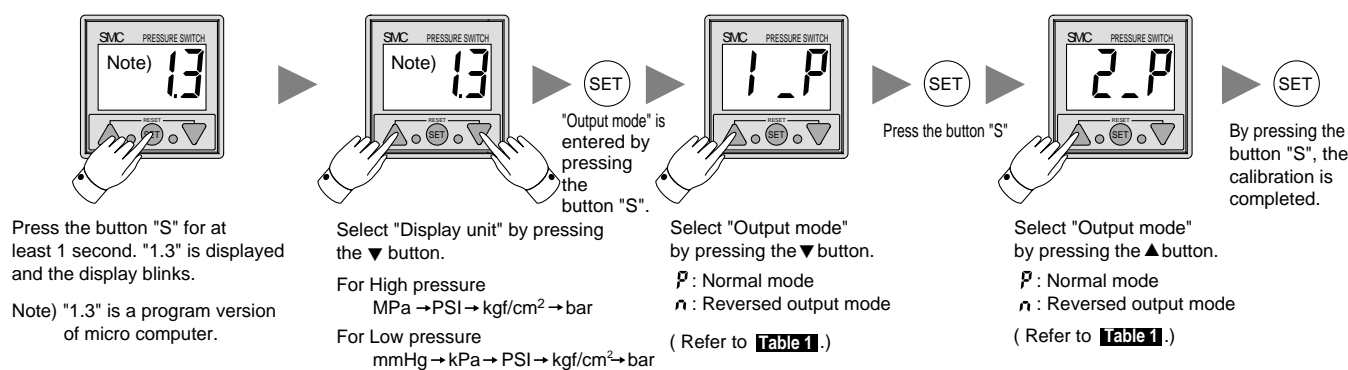 SMC PRESSURE SWITCH
Note) 1.3
RESET
SET
Press the button "S" for at
least 1 second. "1.3" is displayed
and the display blinks.
Note) "1.3" is a program version
of micro computer.
SMC PRESSURE SWITCH
Note) 1.3
RESET
SET
Select "Display unit" by pressing
the ▼ button.
For High pressure
MPa →PSI→ kgf/cm² → bar
For Low pressure
mmHg → kPa → PSI → kgf/cm² → bar
SET
"Output mode" is
entered by
pressing
the
button "S".
SMC PRESSURE SWITCH
1_P
RESET
SET
Select "Output mode"
by pressing the ▼ button.
P : Normal mode
n : Reversed output mode
( Refer to Table 1 .)
SET
Press the button "S"
SMC PRESSURE SWITCH
2_P
RESET
SET
Select "Output mode"
by pressing the ▲ button.
P : Normal mode
n : Reversed output mode
( Refer to Table 1 .)
SET
By pressing the
button "S", the
calibration is
completed.